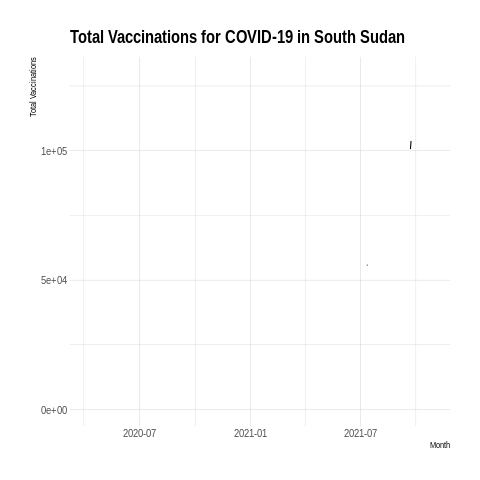 Total Vaccinations for COVID-19 in South Sudan
Total Vaccinations
1e+05
5e+04
0e+00
2020-07
2021-01
2021-07
Month